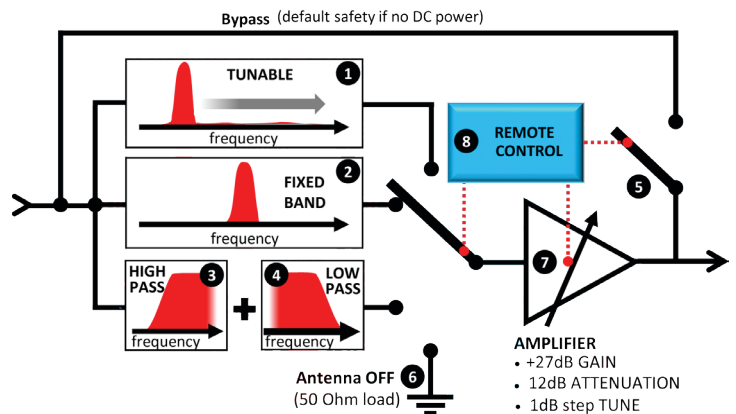 Bypass (default safety if no DC power)
TUNABLE 1
frequency
FIXED BAND 2
frequency
HIGH PASS 3
frequency
4 LOW PASS
frequency
+
8 REMOTE CONTROL
5
7
Antenna OFF 6
(50 Ohm load)
AMPLIFIER
• +27dB GAIN
• 12dB ATTENUATION
• 1dB step TUNE